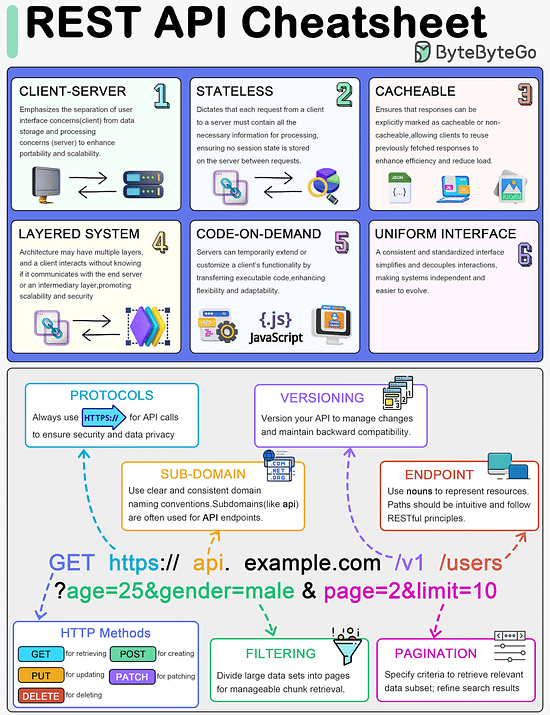 REST API Cheatsheet
ByteByteGo
CLIENT-SERVER
1
Emphasizes the separation of user
interface concerns(client) from data
storage and processing
concerns (server) to enhance
portability and scalability.
STATELESS
2
Dictates that each request from a client
to a server must contain all the
necessary information for processing,
ensuring no session state is stored
on the server between requests.
CACHEABLE
3
Ensures that responses can be
explicitly marked as cacheable or non-
cacheable,allowing clients to reuse
previously fetched responses to
enhance efficiency and reduce load.
JSON
{...}
LAYERED SYSTEM
4
Architecture may have multiple layers,
and a client interacts without knowing
if it communicates with the end server
or an intermediary layer,promoting
scalability and security
CODE-ON-DEMAND
5
Servers can temporarily extend or
customize a client's functionality by
transferring executable code,enhancing
flexibility and adaptability.
</>
{.js}
JavaScript
UNIFORM INTERFACE
6
A consistent and standardized interface
simplifies and decouples interactions,
making systems independent and
easier to evolve.
PROTOCOLS
Always use HTTPS:// for API calls
to ensure security and data privacy
VERSIONING
Version your API to manage changes
and maintain backward compatibility.
SUB-DOMAIN
.COM
.NET
.ORG
Use clear and consistent domain
naming conventions.Subdomains(like api)
are often used for API endpoints.
ENDPOINT
Use nouns to represent resources.
Paths should be intuitive and follow
RESTful principles.
GET https:// api. example.com /v1 /users
?age=25&gender=male & page=2&limit=10
HTTP Methods
GET for retrieving POST for creating
PUT for updating PATCH for patching
DELETE for deleting
FILTERING
Divide large data sets into pages
for manageable chunk retrieval.
PAGINATION
Specify criteria to retrieve relevant
data subset; refine search results